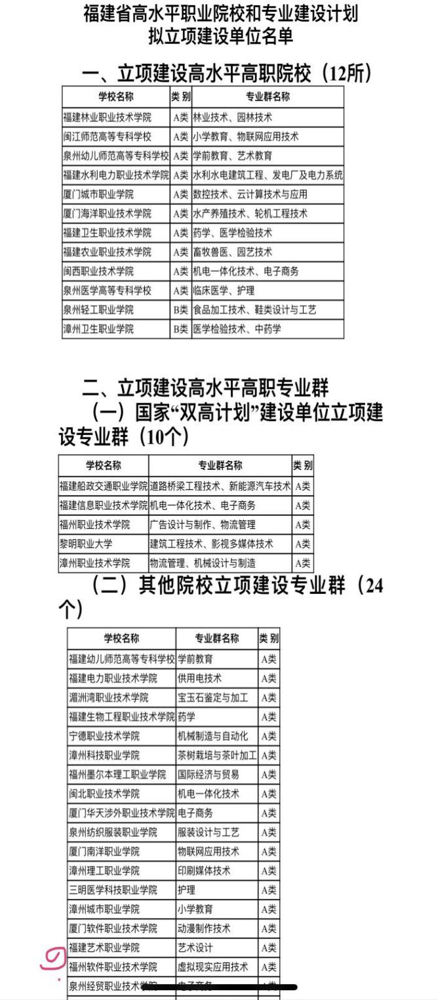 福建省高水平职业院校和专业建设计划
拟立项建设单位名单
一、立项建设高水平高职院校（12所）
学校名称 类 别 专业群名称
福建林业职业技术学院 A类 林业技术、园林技术
闽江师范高等专科学校 A类 小学教育、物联网应用技术
泉州幼儿师范高等专科学校 A类 学前教育、艺术教育
福建水利电力职业技术学院 A类 水利水电建筑工程、发电厂及电力系统
厦门城市职业学院 A类 数控技术、云计算技术与应用
厦门海洋职业技术学院 A类 水产养殖技术、轮机工程技术
福建卫生职业技术学院 A类 药学、医学检验技术
福建农业职业技术学院 A类 畜牧兽医、园艺技术
闽西职业技术学院 A类 机电一体化技术、电子商务
泉州医学高等专科学校 A类 临床医学、护理
泉州轻工职业学院 B类 食品加工技术、鞋类设计与工艺
漳州卫生职业学院 B类 医学检验技术、中药学
二、立项建设高水平高职专业群
（一）国家“双高计划”建设单位立项建
设专业群（10个）
学校名称 专业群名称 类 别
福建船政交通职业学院 道路桥梁工程技术、新能源汽车技术 A类
福建信息职业技术学院 机电一体化技术、电子商务 A类
福州职业技术学院 广告设计与制作、物流管理 A类
黎明职业大学 建筑工程技术、影视多媒体技术 A类
漳州职业技术学院 物流管理、机械设计与制造 A类
（二）其他院校立项建设专业群（24
个）
学校名称 专业群名称 类 别
福建幼儿师范高等专科学校 学前教育 A类
福建电力职业技术学院 供用电技术 A类
湄洲湾职业技术学院 宝玉石鉴定与加工 A类
福建生物工程职业技术学院 药学 A类
宁德职业技术学院 机械制造与自动化 A类
漳州科技职业学院 茶树栽培与茶叶加工 A类
福州墨尔本理工职业学院 国际经济与贸易 A类
闽北职业技术学院 机电一体化技术 A类
厦门华天涉外职业技术学院 电子商务 A类
泉州纺织服装职业学院 服装设计与工艺 A类
厦门南洋职业学院 物联网应用技术 A类
漳州理工职业学院 印刷媒体技术 A类
三明医学科技职业学院 护理 A类
漳州城市职业学院 小学教育 A类
厦门软件职业技术学院 动漫制作技术 A类
福建艺术职业学院 艺术设计 A类
福州软件职业技术学院 虚拟现实应用技术 A类
泉州经贸职业技术学院 电子商务 A类